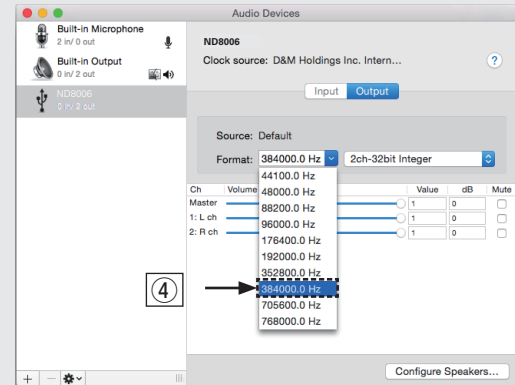 Audio Devices
Built-in Microphone
2 in/ 0 out
Built-in Output
0 in/ 2 out
ND8006
0 in/ 2 out
ND8006
Clock source: D&M Holdings Inc. Intern...
?
Input Output
Source: Default
Format: 384000.0 Hz 2ch-32bit Integer
44100.0 Hz
48000.0 Hz
88200.0 Hz
96000.0 Hz
176400.0 Hz
192000.0 Hz
352800.0 Hz
384000.0 Hz
705600.0 Hz
768000.0 Hz
Ch Volume Value dB Mute
Master 1 0
1: L ch 1 0
2: R ch 1 0
④
+ −
Configure Speakers...